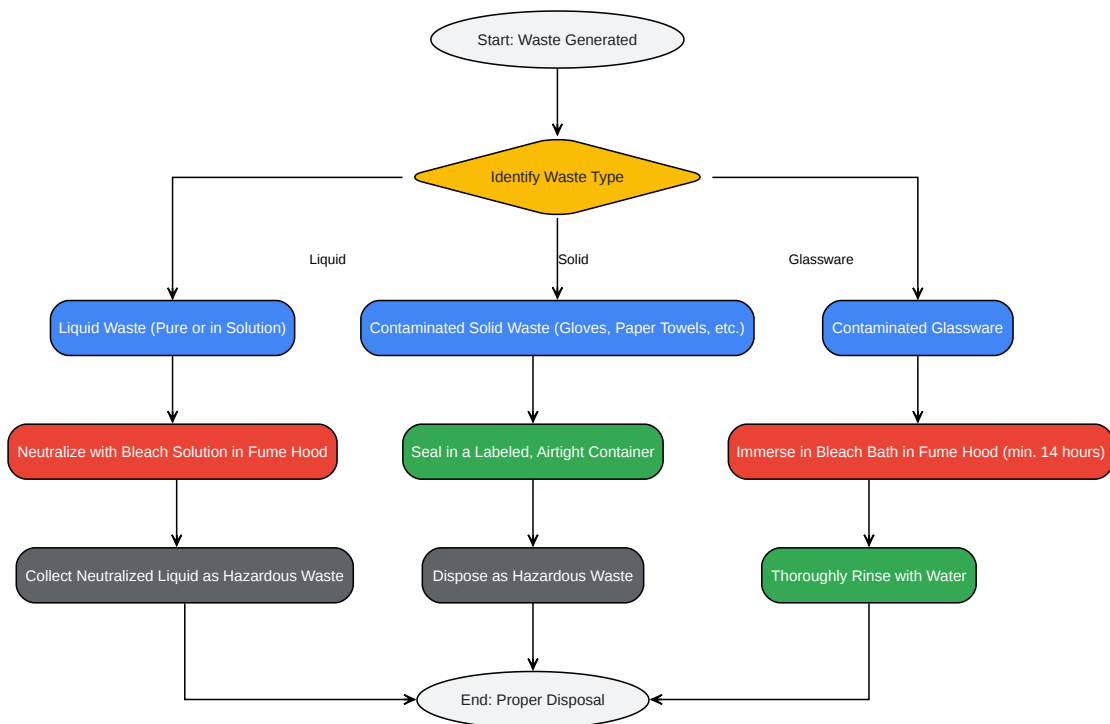 Start: Waste Generated
Identify Waste Type
Liquid
Solid
Glassware
Liquid Waste (Pure or in Solution)
Contaminated Solid Waste (Gloves, Paper Towels, etc.)
Contaminated Glassware
Neutralize with Bleach Solution in Fume Hood
Seal in a Labeled, Airtight Container
Immerse in Bleach Bath in Fume Hood (min. 14 hours)
Collect Neutralized Liquid as Hazardous Waste
Dispose as Hazardous Waste
Thoroughly Rinse with Water
End: Proper Disposal